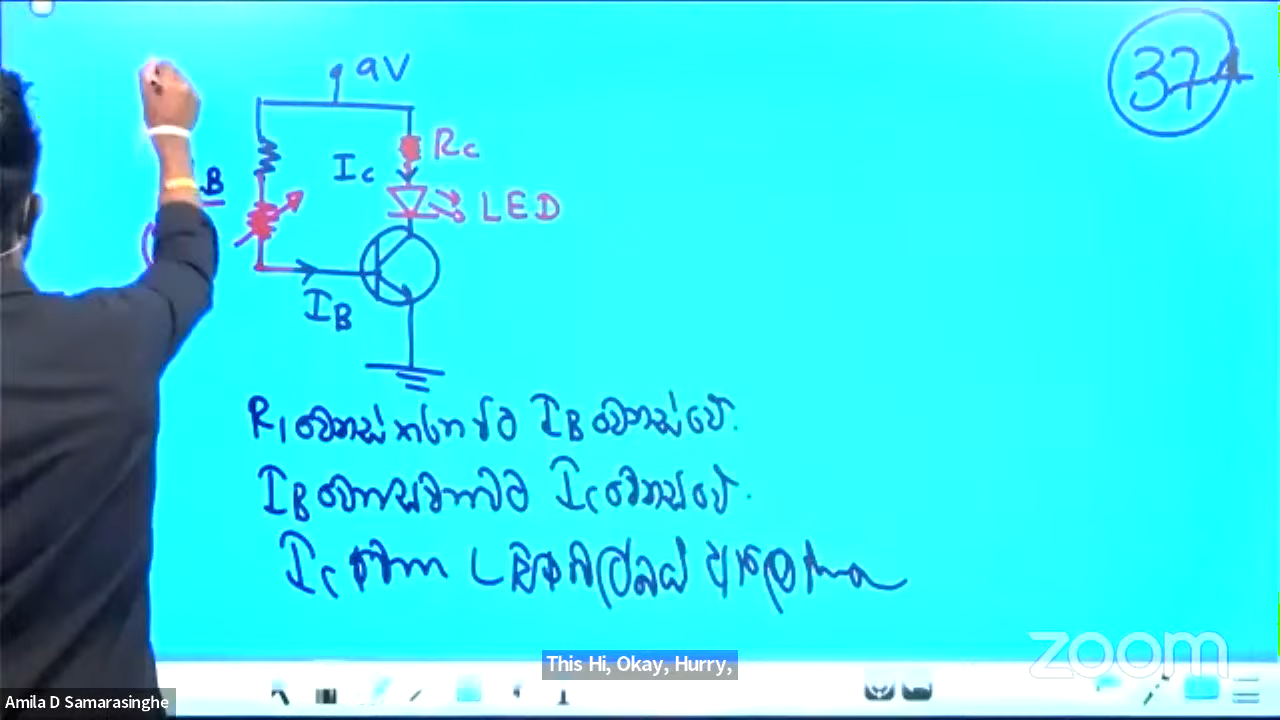 37
9V
Rc
Ic
B
LED
IB
R1 වෙනස් කරන විට IB වෙනස් වේ.
IB වෙනස් වනවිට Ic වෙනස් වේ.
Ic
zoom
This Hi, Okay, Hurry,
Amila D Samarasinghe